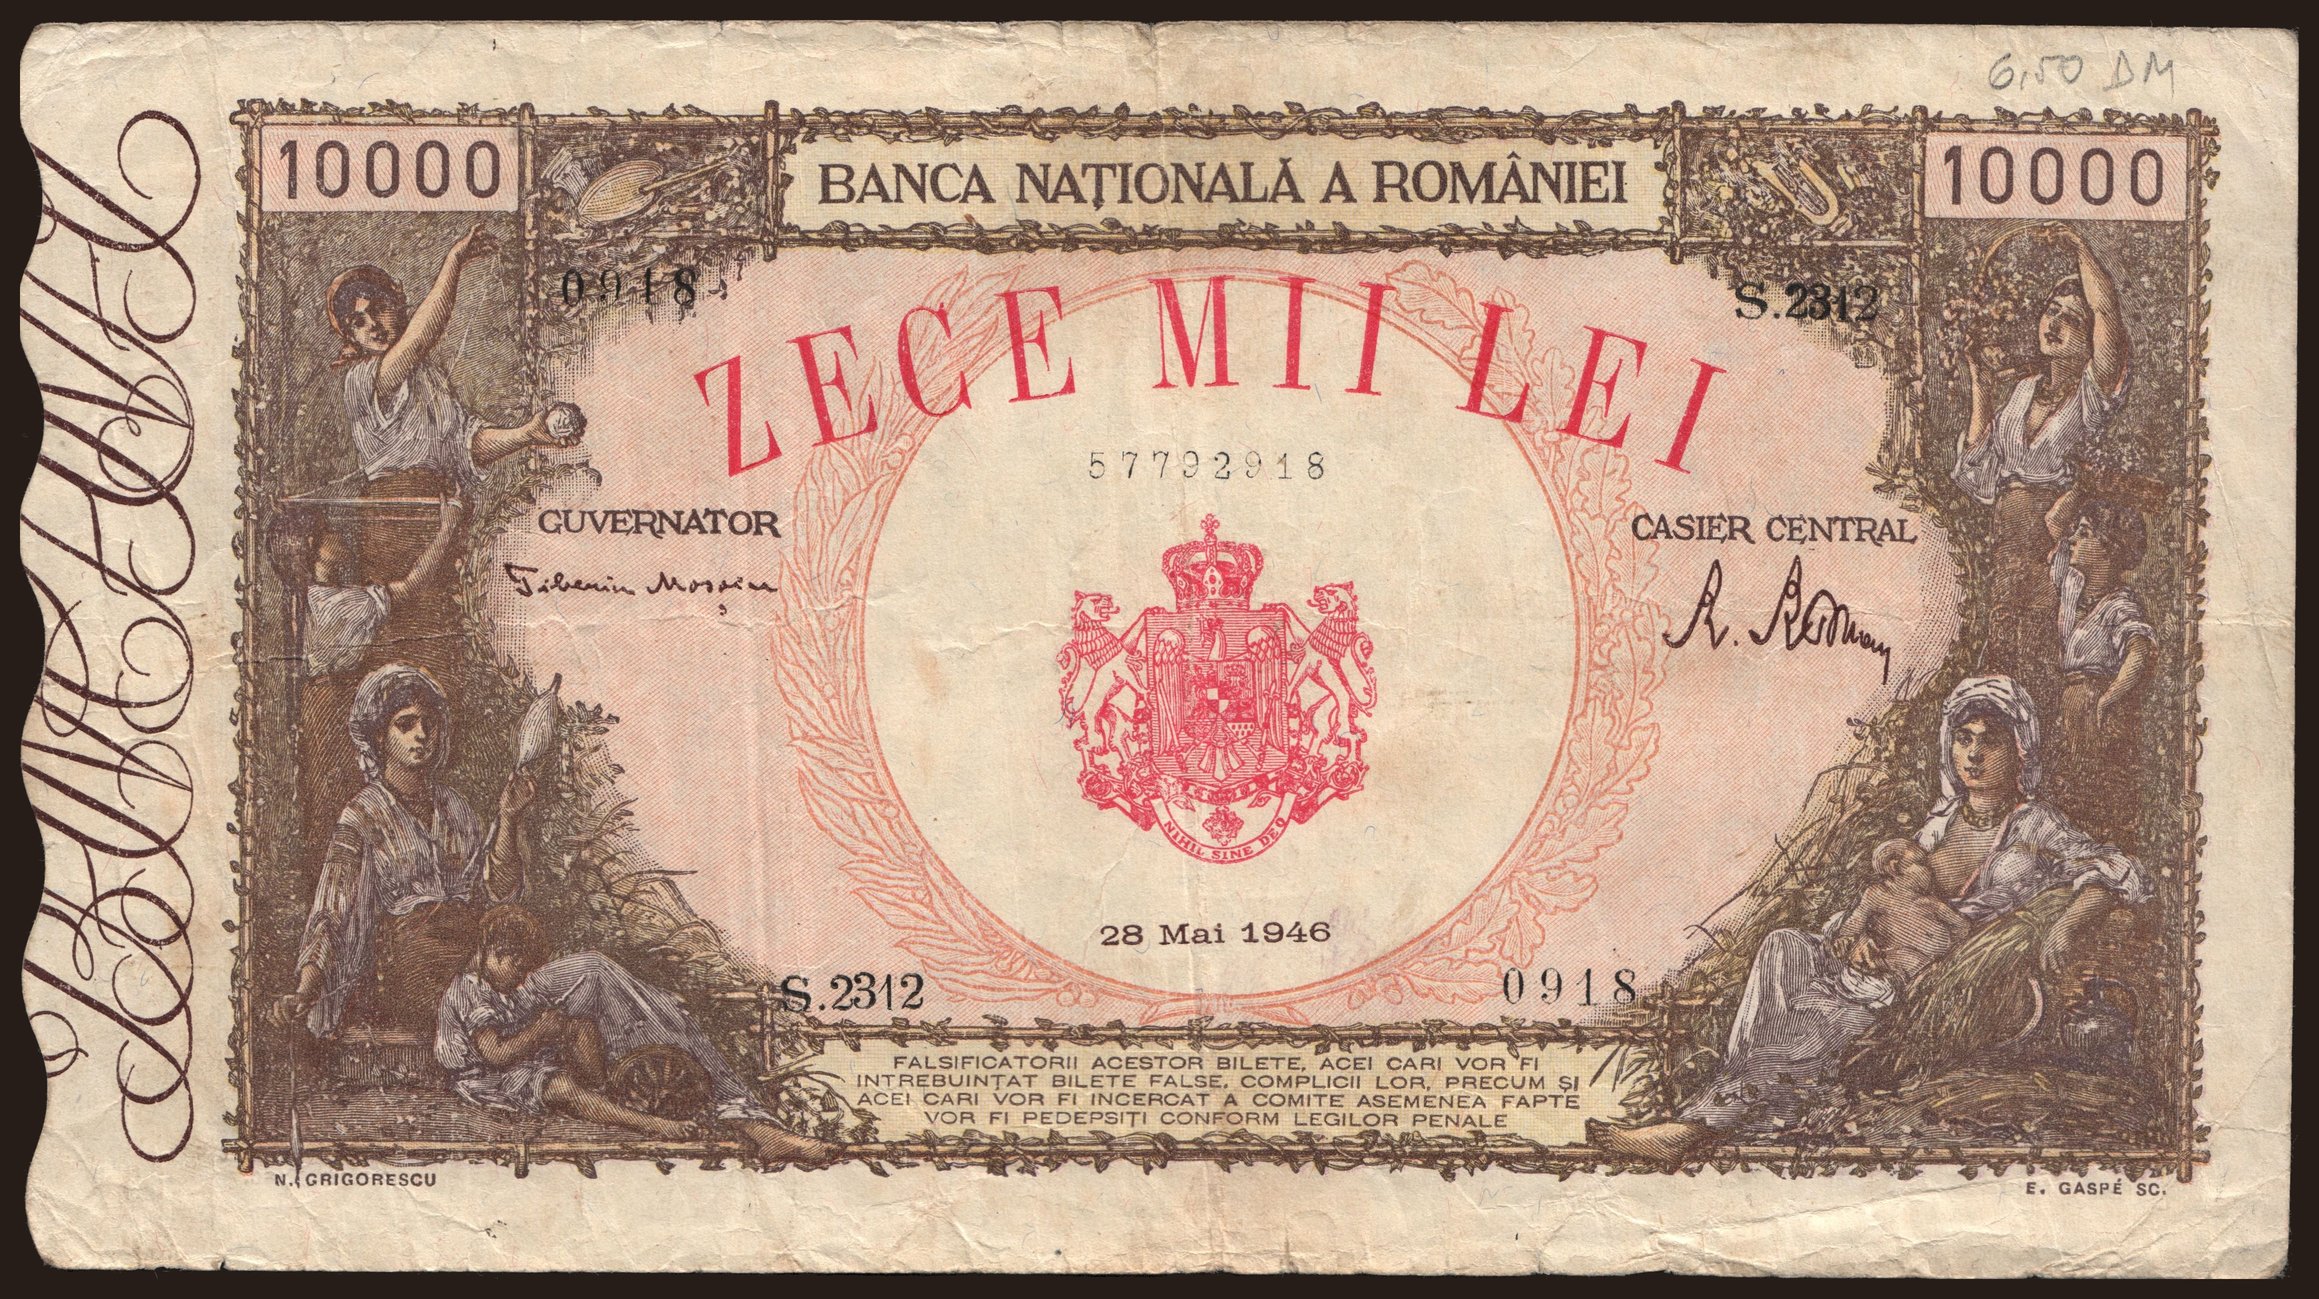 6,50 DM
10000
BANCA NAȚIONALĂ A ROMÂNIEI
10000
0918
S.2312
ZECE MII LEI
57792918
GUVERNATOR
CASIER CENTRAL
NIHIL SINE DEO
28 Mai 1946
S.2312
0918
FALSIFICATORII ACESTOR BILETE, ACEI CARI VOR FI
INTREBUINȚAT BILETE FALSE, COMPLICII LOR, PRECUM ȘI
ACEI CARI VOR FI INCERCAT A COMITE ASEMENEA FAPTE
VOR FI PEDEPSIȚI CONFORM LEGILOR PENALE
N. GRIGORESCU
E. GASPÉ SC.